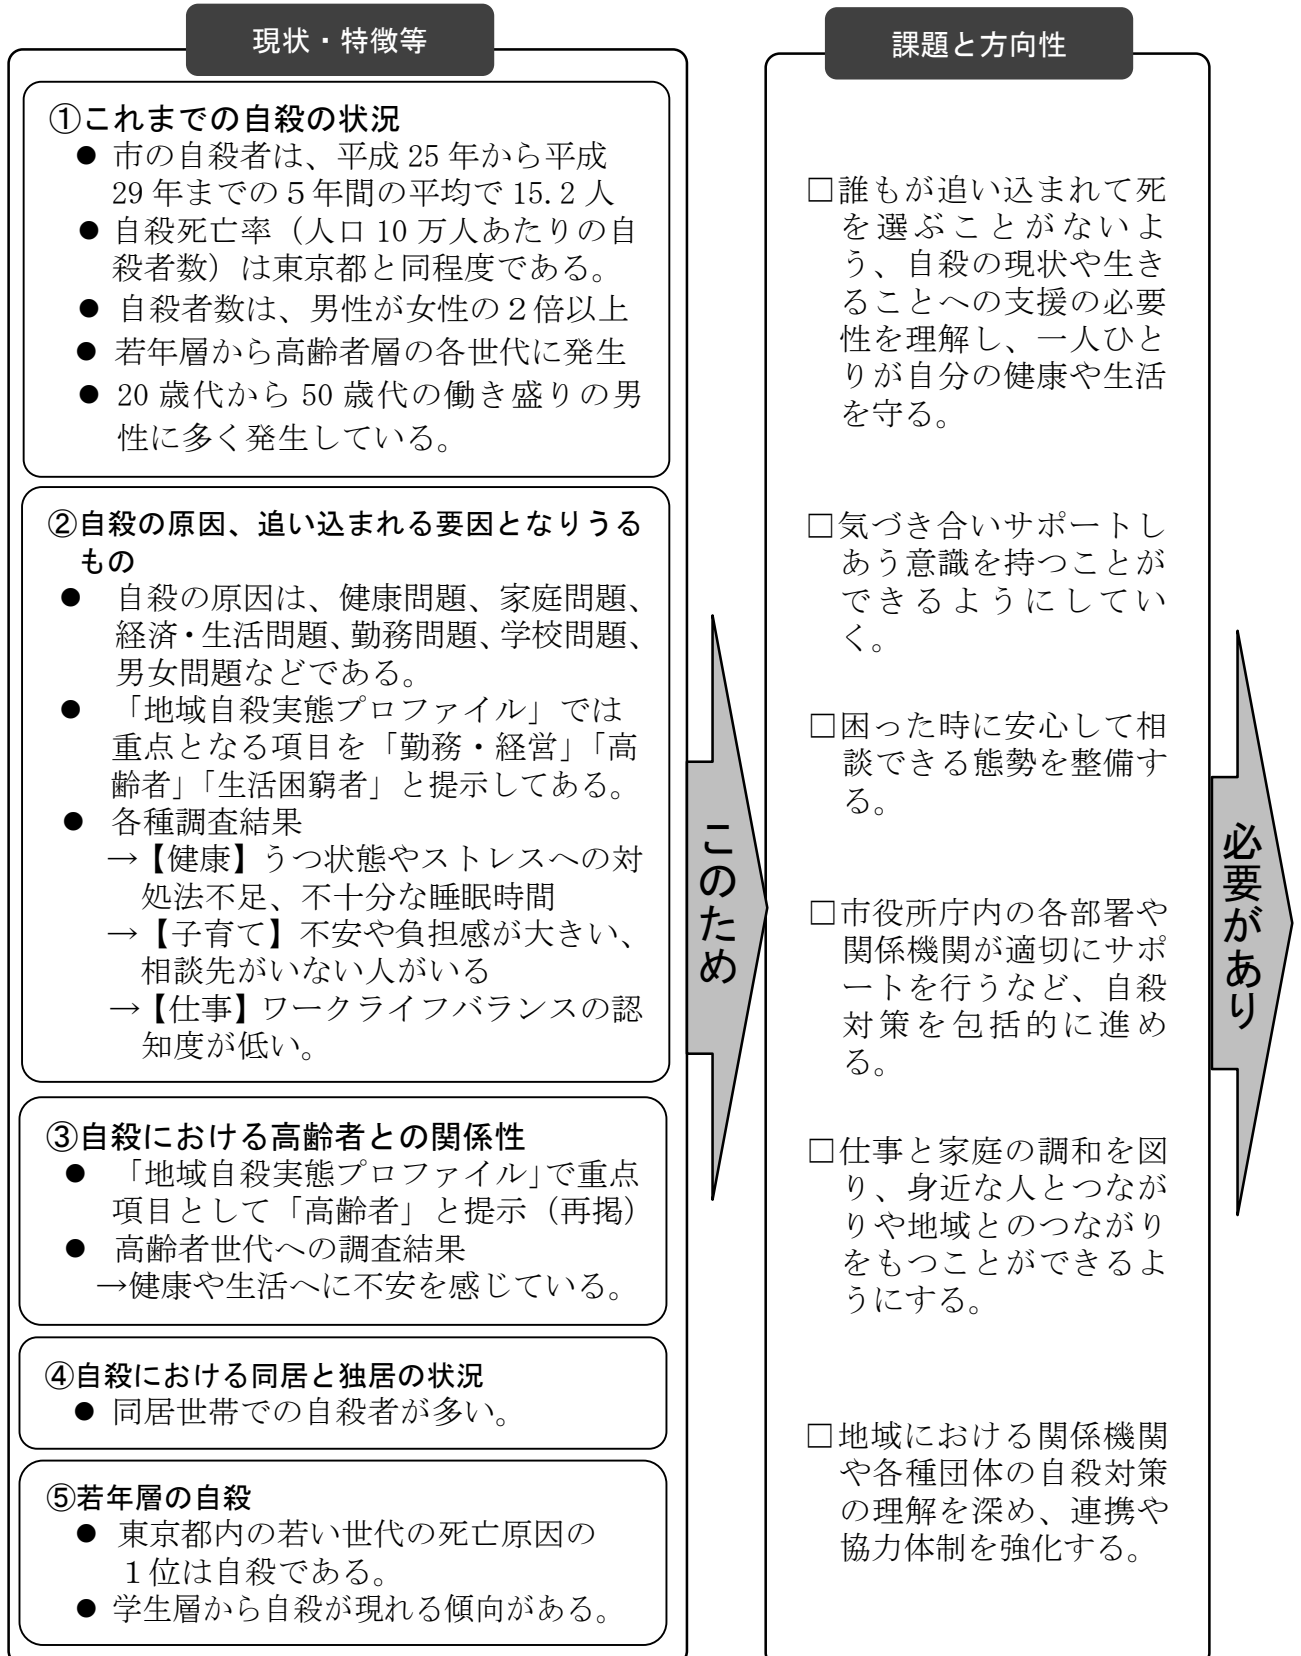 現状・特徴等
①これまでの自殺の状況
● 市の自殺者は、平成 25 年から平成
29 年までの５年間の平均で 15.2 人
● 自殺死亡率（人口 10 万人あたりの自
殺者数）は東京都と同程度である。
● 自殺者数は、男性が女性の２倍以上
● 若年層から高齢者層の各世代に発生
● 20 歳代から 50 歳代の働き盛りの男
性に多く発生している。
②自殺の原因、追い込まれる要因となりうる
もの
● 自殺の原因は、健康問題、家庭問題、
経済・生活問題、勤務問題、学校問題、
男女問題などである。
● 「地域自殺実態プロファイル」では
重点となる項目を「勤務・経営」「高
齢者」「生活困窮者」と提示してある。
● 各種調査結果
→【健康】うつ状態やストレスへの対
処法不足、不十分な睡眠時間
→【子育て】不安や負担感が大きい、
相談先がいない人がいる
→【仕事】ワークライフバランスの認
知度が低い。
③自殺における高齢者との関係性
● 「地域自殺実態プロファイル」で重点
項目として「高齢者」と提示（再掲）
● 高齢者世代への調査結果
→健康や生活へに不安を感じている。
④自殺における同居と独居の状況
● 同居世帯での自殺者が多い。
⑤若年層の自殺
● 東京都内の若い世代の死亡原因の
１位は自殺である。
● 学生層から自殺が現れる傾向がある。
このため
課題と方向性
□誰もが追い込まれて死
を選ぶことがないよ
う、自殺の現状や生き
ることへの支援の必要
性を理解し、一人ひと
りが自分の健康や生活
を守る。
□気づき合いサポートし
あう意識を持つことが
できるようにしてい
く。
□困った時に安心して相
談できる態勢を整備す
る。
□市役所庁内の各部署や
関係機関が適切にサポ
ートを行うなど、自殺
対策を包括的に進め
る。
□仕事と家庭の調和を図
り、身近な人とつなが
りや地域とのつながり
をもつことができるよ
うにする。
□地域における関係機関
や各種団体の自殺対策
の理解を深め、連携や
協力体制を強化する。
必要があり